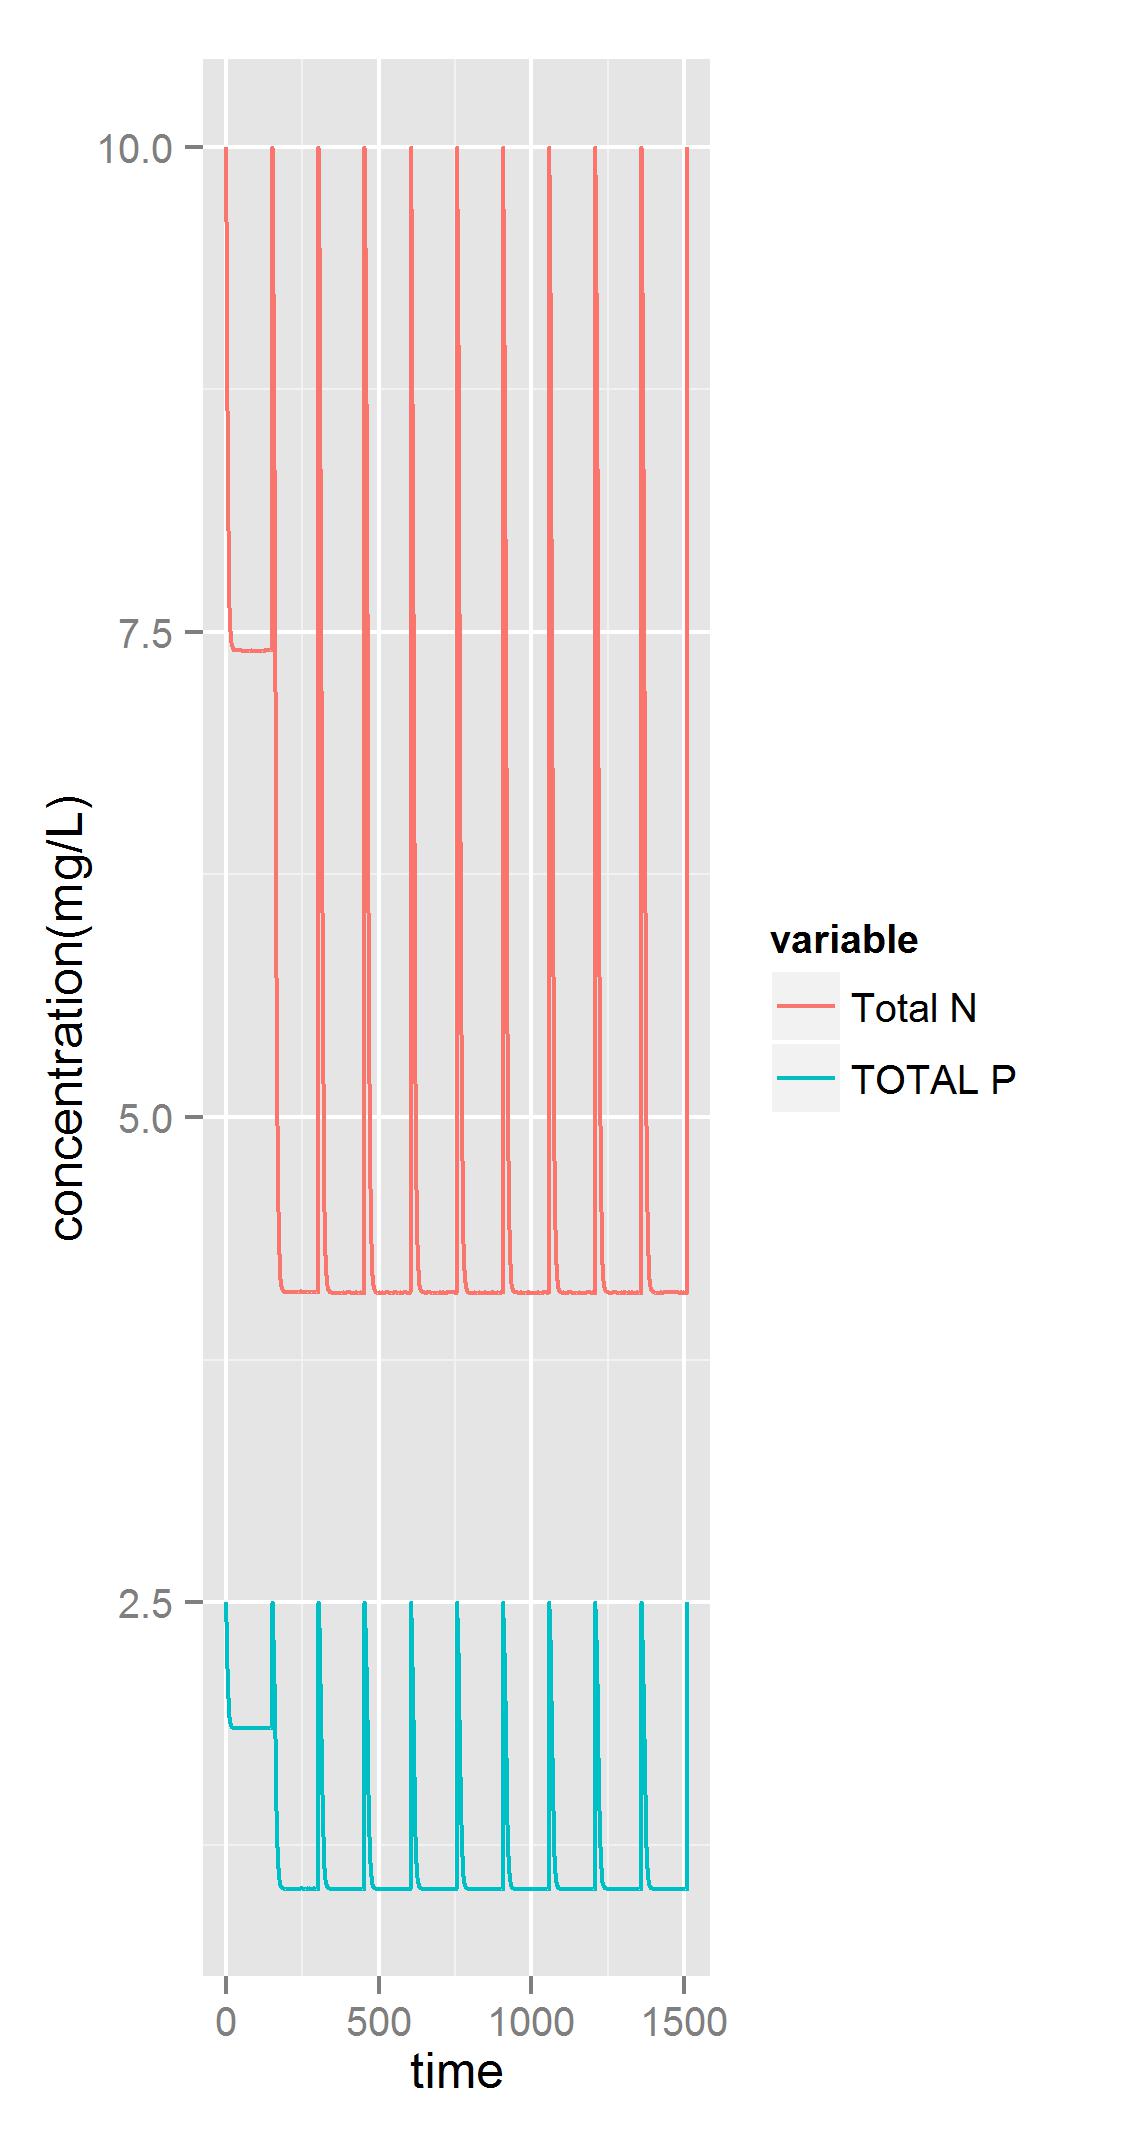 10.0
7.5
5.0
2.5
concentration(mg/L)
0 500 1000 1500
time
variable
Total N
TOTAL P